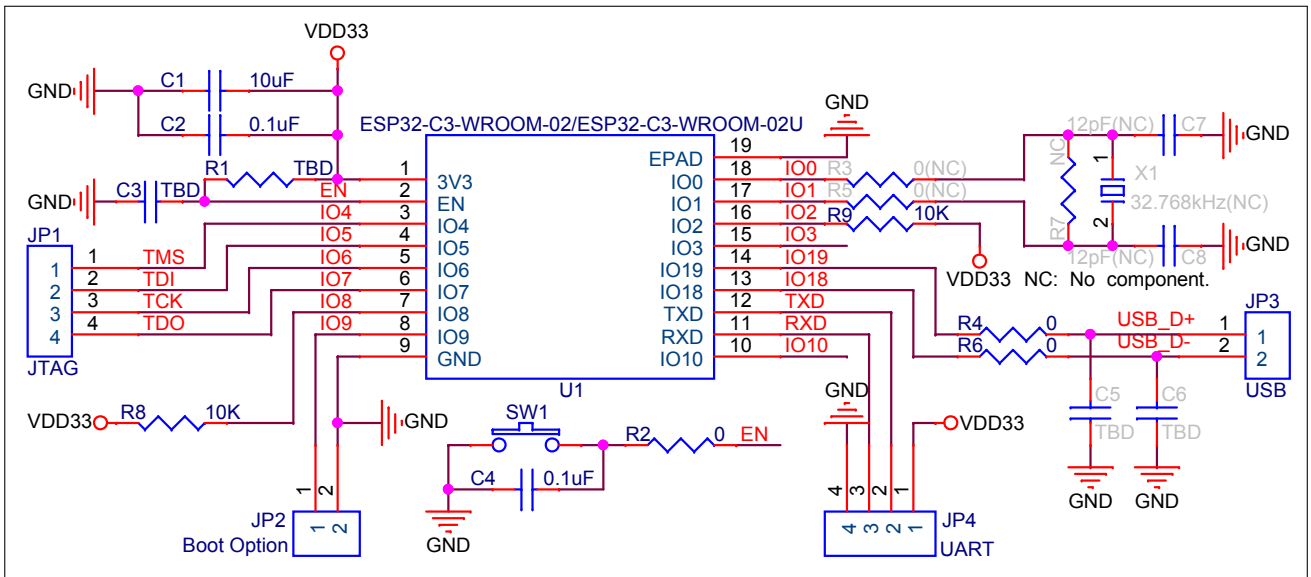 VDD33
GND
C1
10uF
C2
0.1uF
R1
TBD
C3
TBD
GND
EN
ESP32-C3-WROOM-02/ESP32-C3-WROOM-02U
1 3V3
2 EN
3 IO4
4 IO5
5 IO6
6 IO7
7 IO8
8 IO9
9 GND
19 EPAD
18 IO0
17 IO1
16 IO2
15 IO3
14 IO19
13 IO18
12 TXD
11 RXD
10 IO10
U1
IO4
IO5
IO6
IO7
IO8
IO9
JP1
1 1 TMS
2 2 TDI
3 3 TCK
4 4 TDO
JTAG
VDD33
R8
10K
GND
1 2
1 2
JP2
Boot Option
SW1
R2
0
EN
C4
0.1uF
GND
GND
IO0
R3
0(NC)
IO1
R5
0(NC)
IO2
R9
10K
IO3
IO19
IO18
TXD
RXD
IO10
VDD33
NC: No component.
12pF(NC)
C7
GND
NC
R7
1
X1
32.768kHz(NC)
2
12pF(NC)
C8
GND
R4
0
USB_D+
R6
0
USB_D-
JP3
1 1
2 2
USB
C5
TBD
GND
C6
TBD
GND
GND
VDD33
4 3 2 1
4 3 2 1
JP4
UART